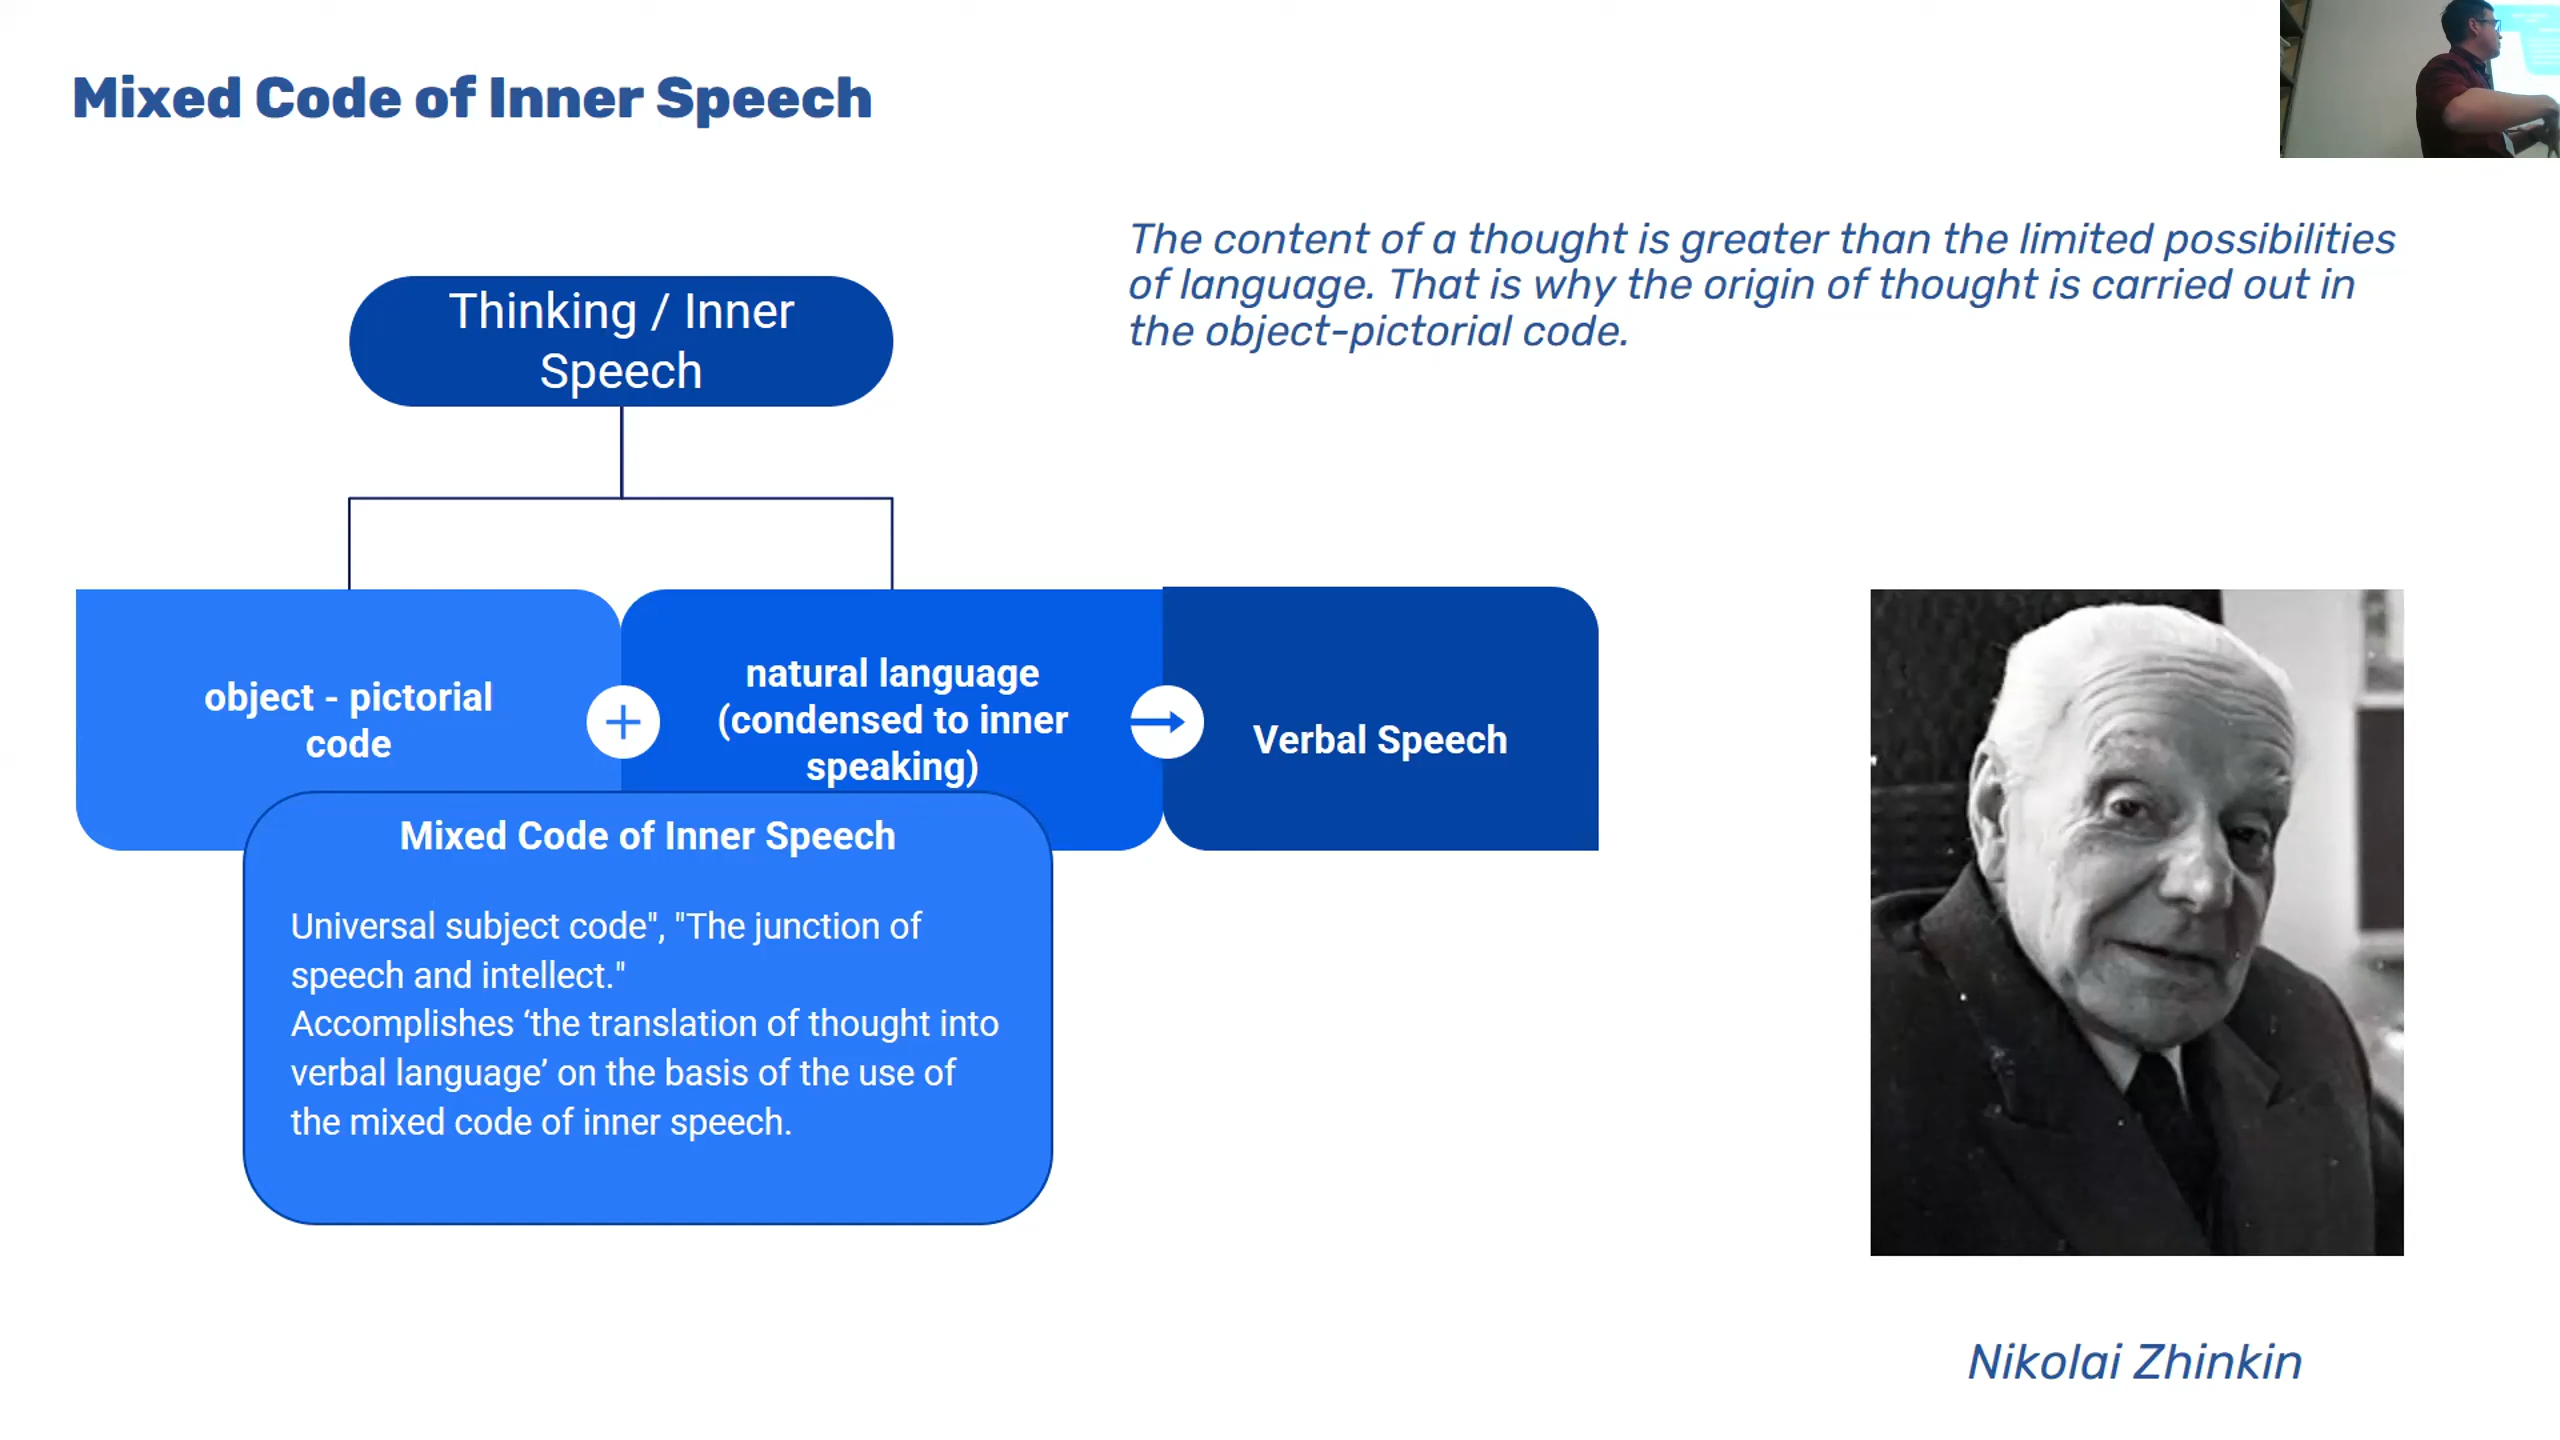 Mixed Code of Inner Speech
The content of a thought is greater than the limited possibilities
of language. That is why the origin of thought is carried out in
the object-pictorial code.
Thinking / Inner
Speech
object - pictorial
code
natural language
(condensed to inner
speaking)
Verbal Speech
Mixed Code of Inner Speech
Universal subject code", "The junction of
speech and intellect."
Accomplishes ‘the translation of thought into
verbal language’ on the basis of the use of
the mixed code of inner speech.
Nikolai Zhinkin